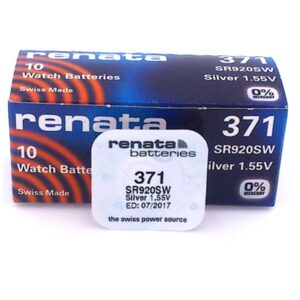 renata
10
Watch Batteries
Swiss Made
371
SR920SW
Silver 1.55V
0%
MERCURY
renata
10
Watch Batteries
Swiss Made
371
SR920SW
Silver 1.55V
0%
MERCURY
renata
batteries
371
SR920SW
Silver 1.55V
ED: 07/2017
the swiss power source